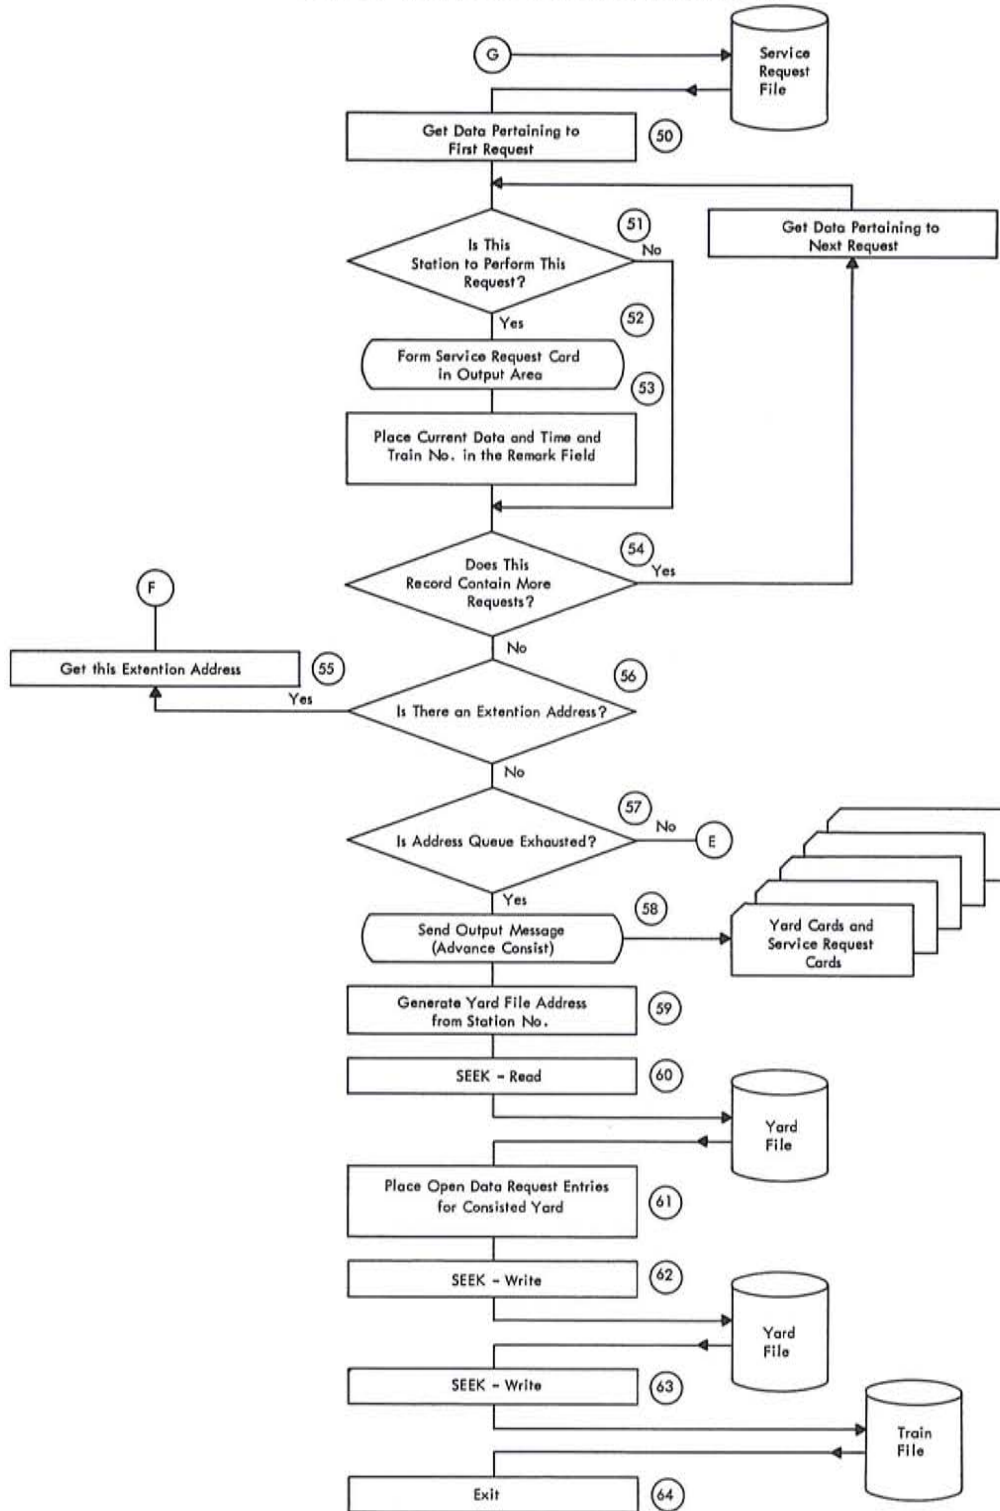 G
Service
Request
File
Get Data Pertaining to
First Request
50
Get Data Pertaining to
Next Request
51
No
Is This
Station to Perform This
Request?
Yes
52
Form Service Request Card
in Output Area
53
Place Current Data and Time and
Train No. in the Remark Field
54
Yes
Does This
Record Contain More
Requests?
No
F
Get this Extention Address
55
Yes
56
Is There an Extention Address?
No
57
No
E
Is Address Queue Exhausted?
Yes
58
Send Output Message
(Advance Consist)
Yard Cards and
Service Request
Cards
Generate Yard File Address
from Station No.
59
SEEK - Read
60
Yard
File
Place Open Data Request Entries
for Consisted Yard
61
SEEK - Write
62
Yard
File
SEEK - Write
63
Train
File
Exit
64